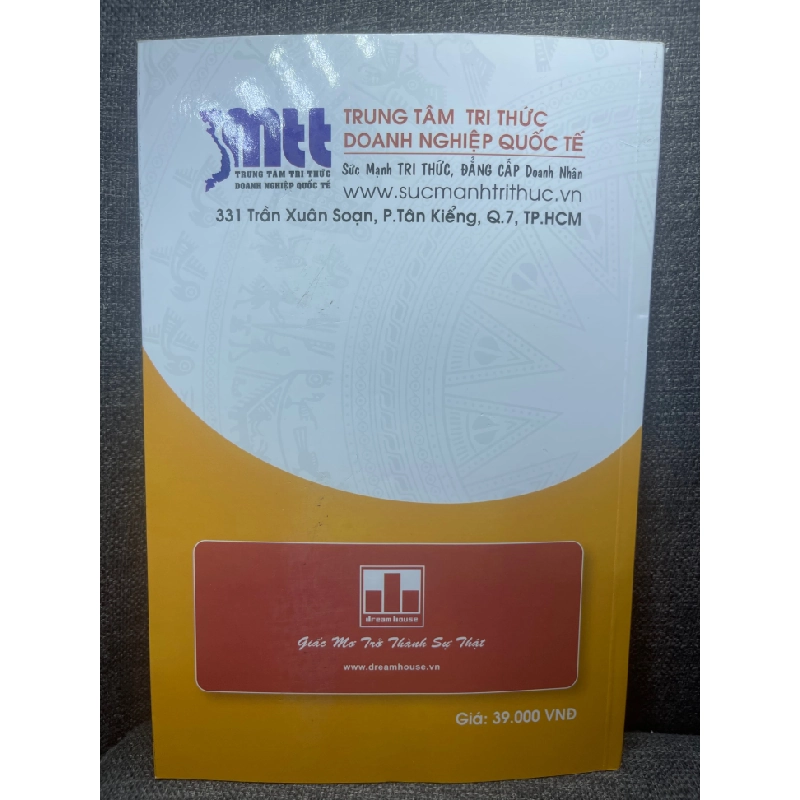 SMtt
TRUNG TÂM TRI THỨC
DOANH NGHIỆP QUỐC TẾ
TRUNG TÂM TRI THỨC
DOANH NGHIỆP QUỐC TẾ
Sức Mạnh TRI THỨC, ĐẲNG CẤP Doanh Nhân
www.sucmanhtrithuc.vn
331 Trần Xuân Soạn, P.Tân Kiểng, Q.7, TP.HCM
dream house
Giấc Mơ Trở Thành Sự Thật
www.dreamhouse.vn
Giá: 39.000 VNĐ